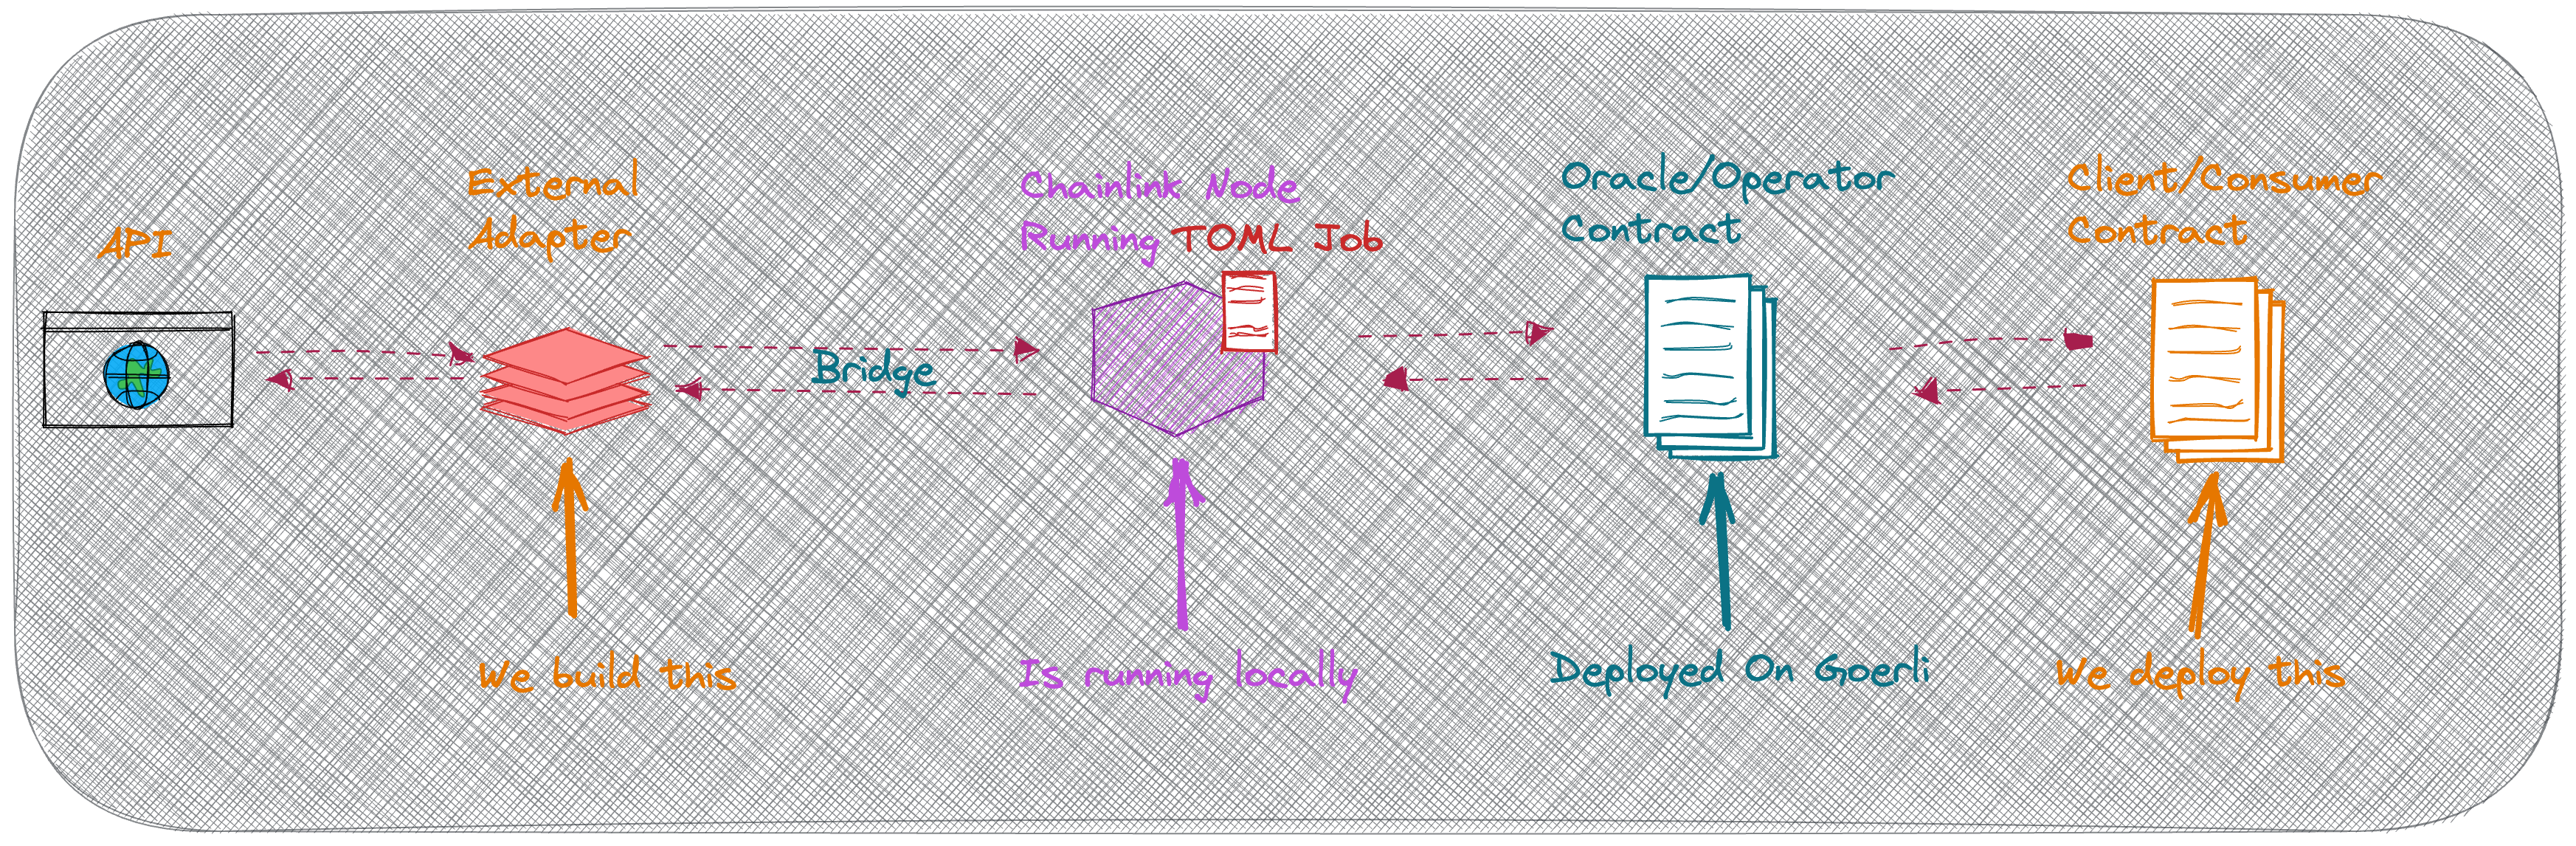 API
External
Adapter
Bridge
Chainlink Node
Running TOML Job
Oracle/Operator
Contract
Client/Consumer
Contract
We build this
Is running locally
Deployed On Goerli
We deploy this